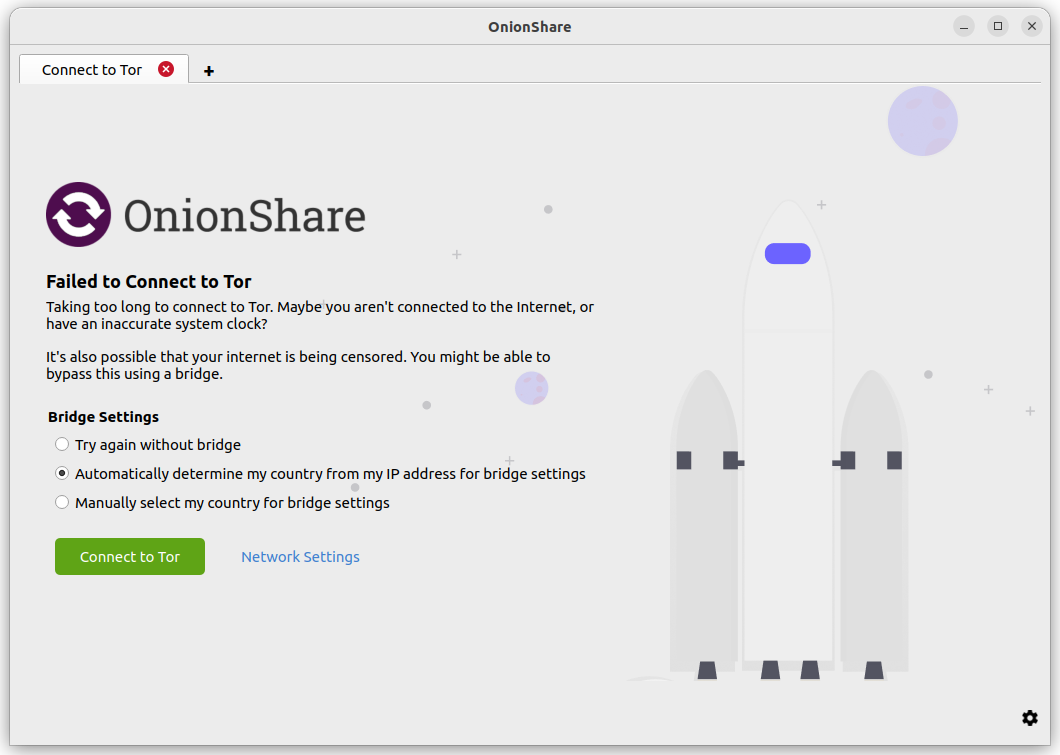 OnionShare
Connect to Tor
OnionShare
Failed to Connect to Tor
Taking too long to connect to Tor. Maybe you aren't connected to the Internet, or
have an inaccurate system clock?
It's also possible that your internet is being censored. You might be able to
bypass this using a bridge.
Bridge Settings
Try again without bridge
Automatically determine my country from my IP address for bridge settings
Manually select my country for bridge settings
Connect to Tor Network Settings